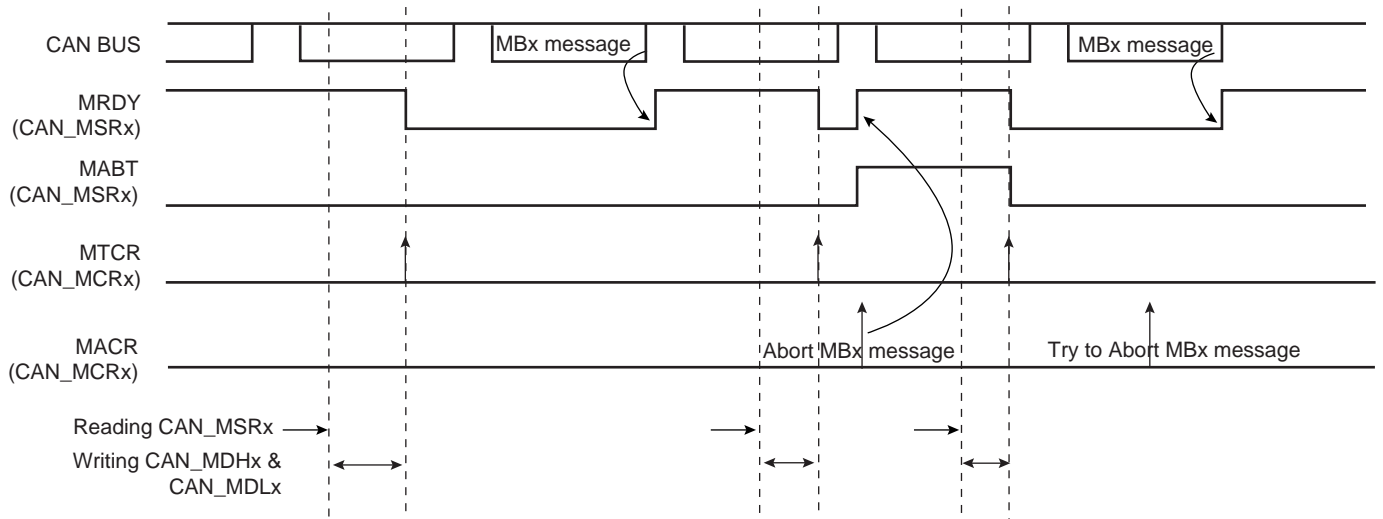 CAN BUS
MBx message
MBx message
MRDY
(CAN_MSRx)
MABT
(CAN_MSRx)
MTCR
(CAN_MCRx)
Abort MBx message
Try to Abort MBx message
MACR
(CAN_MCRx)
Reading CAN_MSRx
Writing CAN_MDHx &
CAN_MDLx